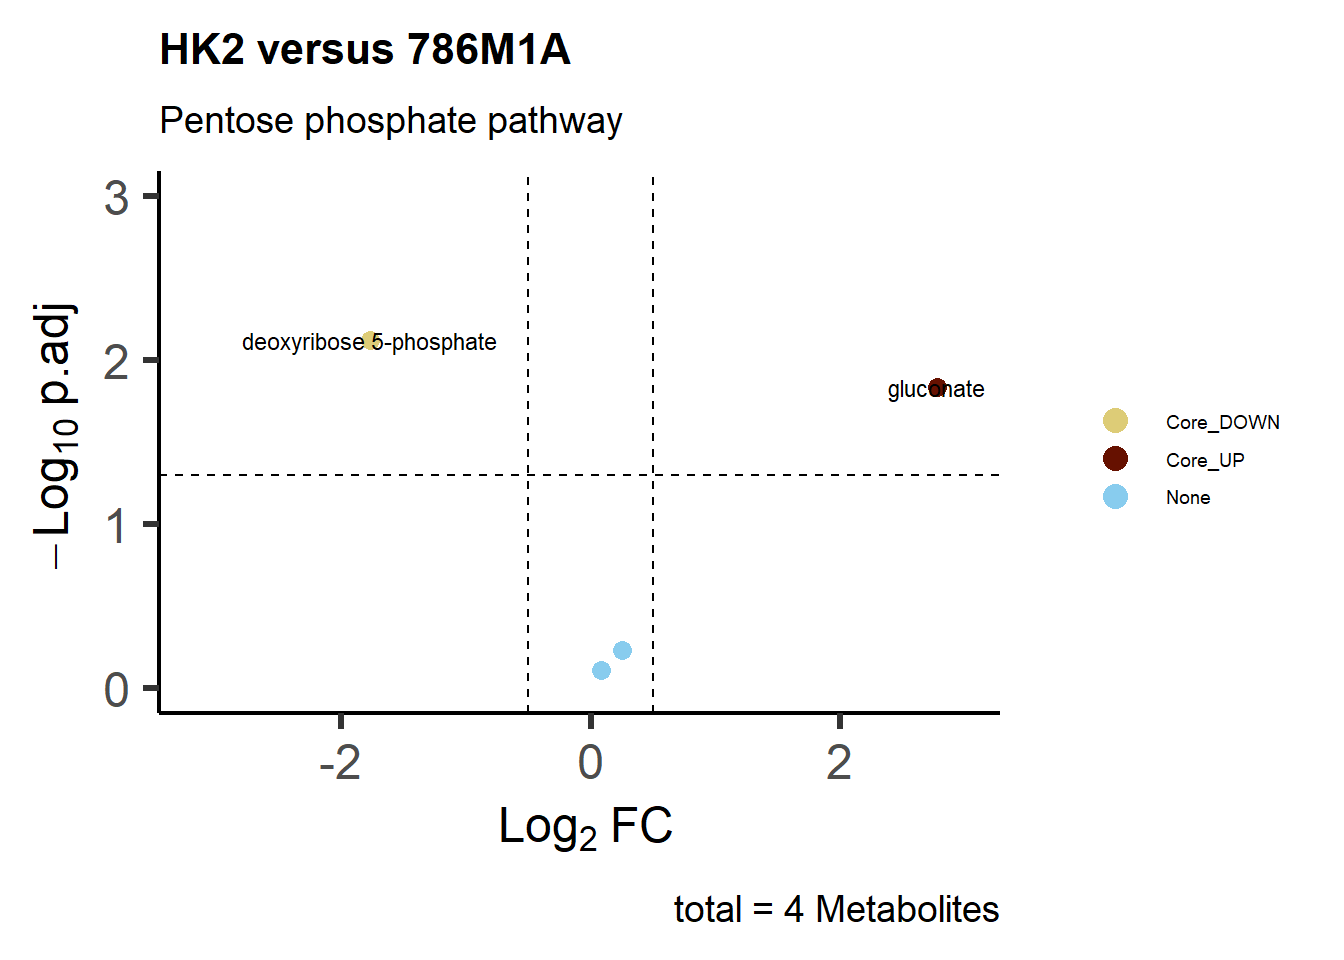 HK2 versus 786M1A
Pentose phosphate pathway
3
2
1
0
−Log10 p.adj
deoxyribose 5-phosphate
gluconate
Core_DOWN
Core_UP
None
-2 0 2
Log2 FC
total = 4 Metabolites